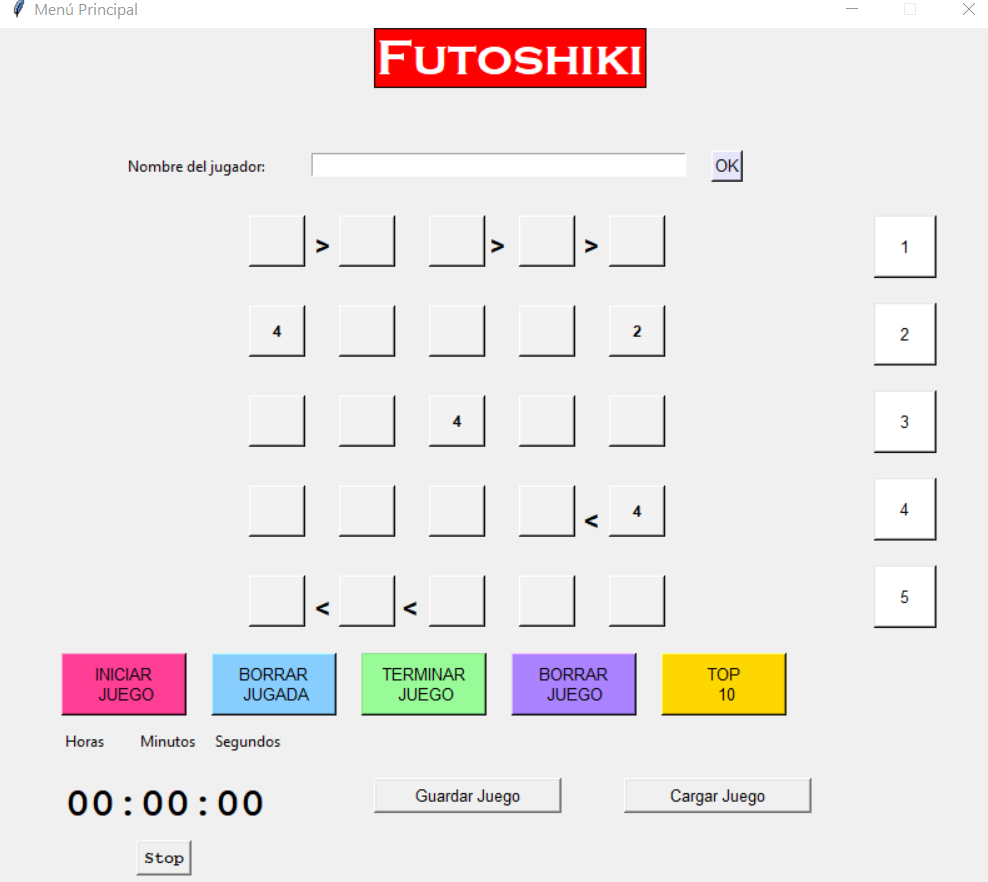 Menú Principal
FUTOSHIKI
Nombre del jugador: OK
> > >
1
4 2
2
4
3
< 4
4
< <
5
INICIAR JUEGO
BORRAR JUGADA
TERMINAR JUEGO
BORRAR JUEGO
TOP 10
Horas Minutos Segundos
00:00:00
Guardar Juego
Cargar Juego
Stop